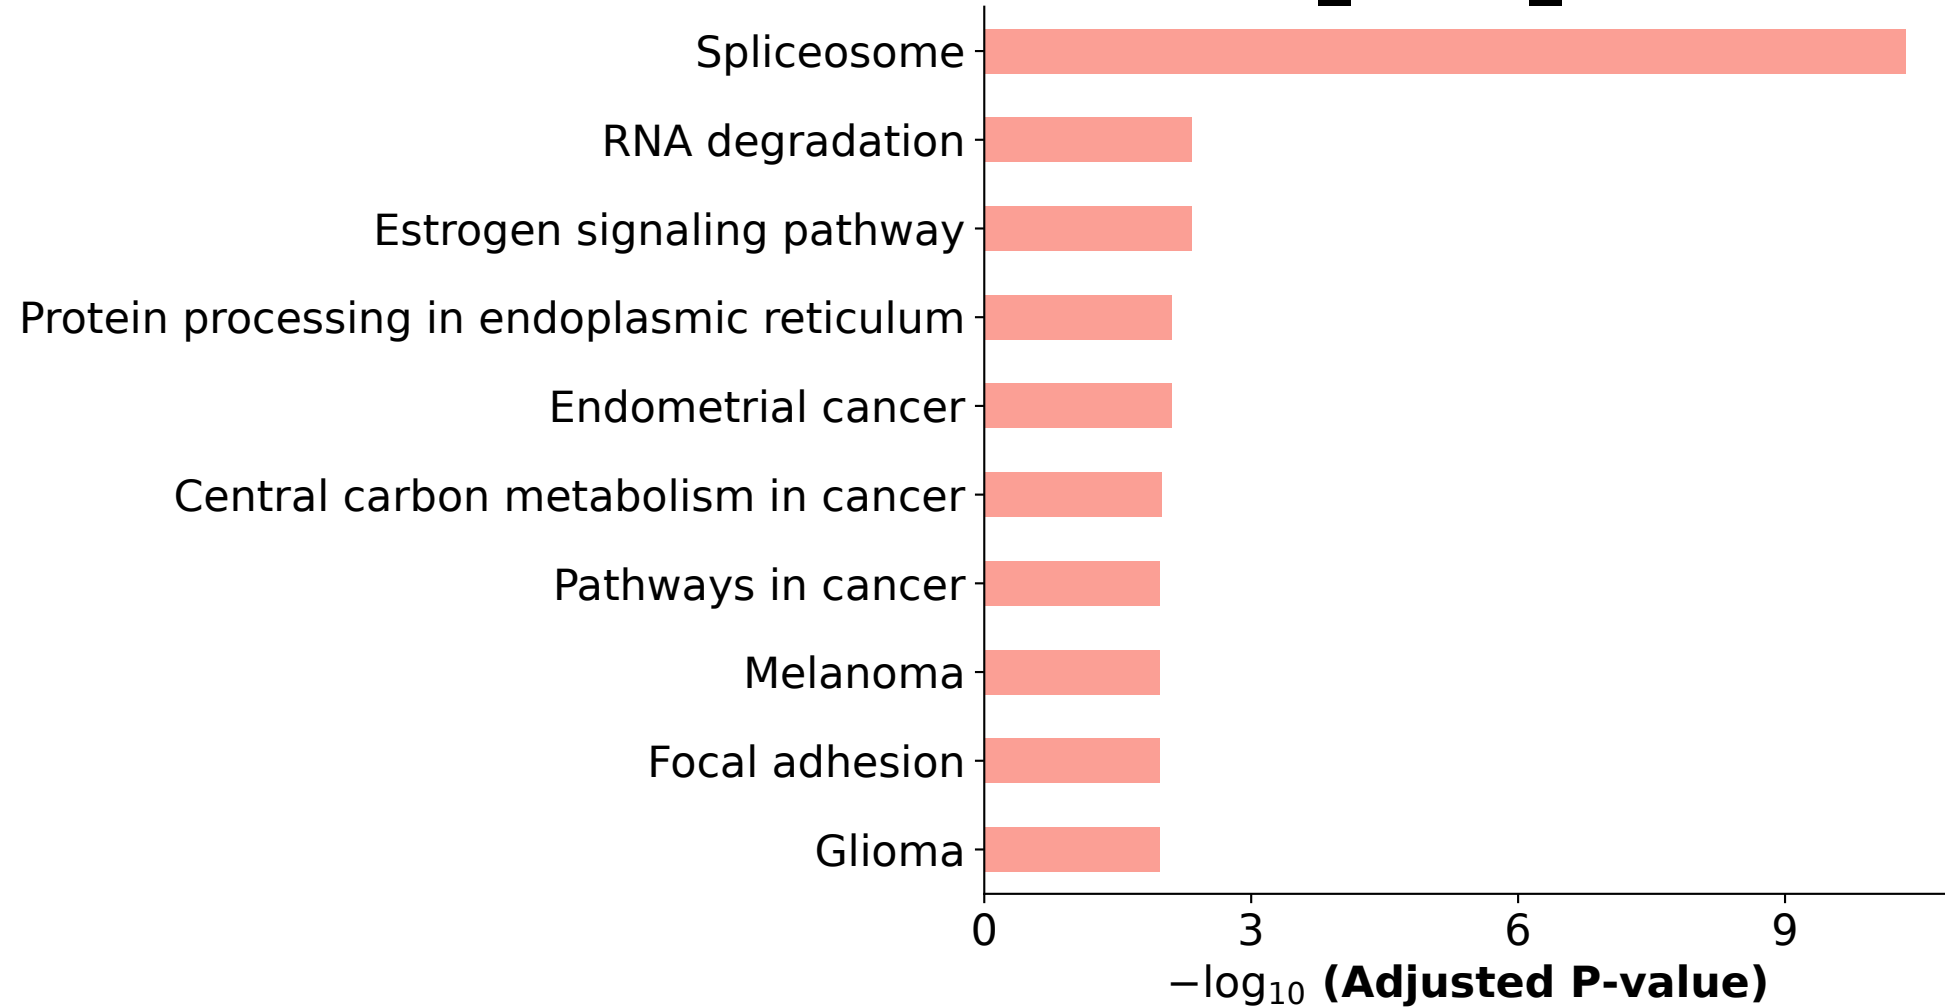 Spliceosome
RNA degradation
Estrogen signaling pathway
Protein processing in endoplasmic reticulum
Endometrial cancer
Central carbon metabolism in cancer
Pathways in cancer
Melanoma
Focal adhesion
Glioma
0 3 6 9
−log₁₀ (Adjusted P-value)